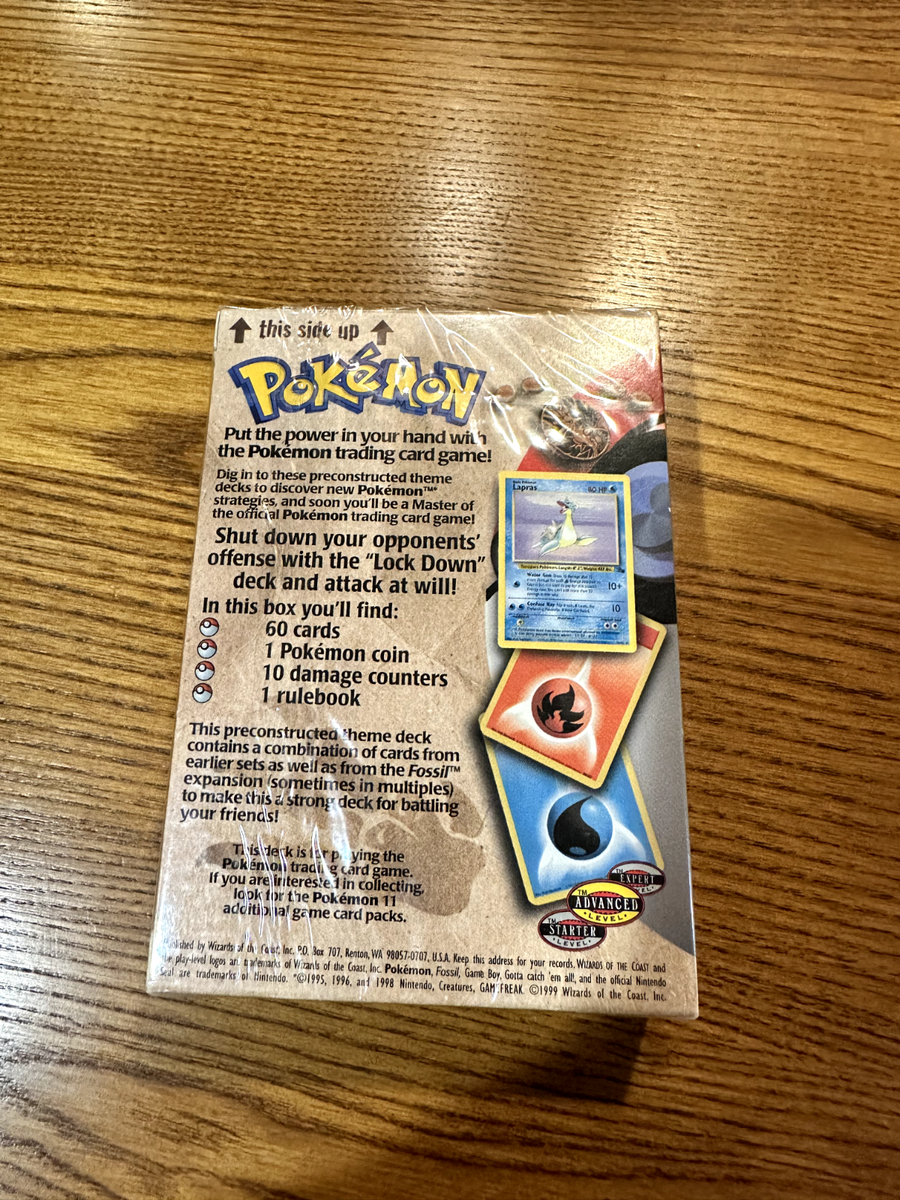 this side up
POKéMON
Put the power in your hand with
the Pokémon trading card game!
Dig in to these preconstructed theme
decks to discover new Pokémon™
strategies, and soon you'll be a Master of
the official Pokémon trading card game!
Shut down your opponents'
offense with the "Lock Down"
deck and attack at will!
In this box you'll find:
60 cards
1 Pokémon coin
10 damage counters
1 rulebook
This preconstructed theme deck
contains a combination of cards from
earlier sets as well as from the Fossil™
expansion (sometimes in multiples)
to make this a strong deck for battling
your friends!
This deck is for playing the
Pokémon trading card game.
If you are interested in collecting,
look for the Pokémon 11
additional game card packs.
Lapras
80 HP
Water Gun
10+
Confuse Ray
10
EXPERT
TM
ADVANCED
LEVEL
TM
STARTER
LEVEL
Published by Wizards of the Coast, Inc. P.O. Box 707, Renton, WA 98057-0707, U.S.A. Keep this address for your records. WIZARDS OF THE COAST and
the play-level logos are trademarks of Wizards of the Coast, Inc. Pokémon, Fossil, Game Boy, Gotta catch 'em all!, and the official Nintendo
Seal are trademarks of Nintendo. ©1995, 1996, and 1998 Nintendo, Creatures, GAMEFREAK. ©1999 Wizards of the Coast, Inc.